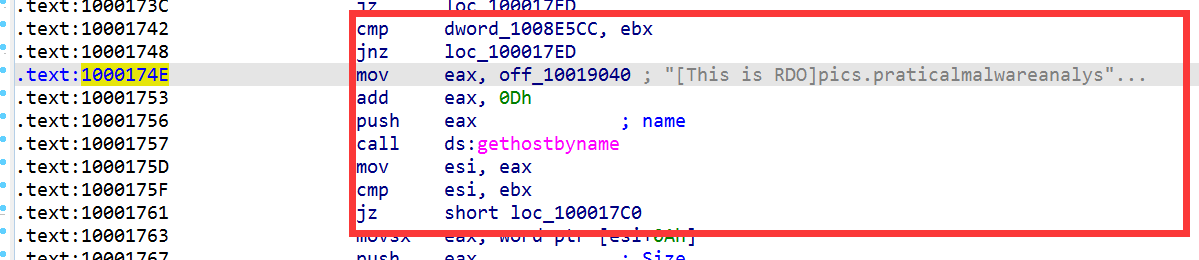 .text:1000173C jz loc_100017ED
.text:10001742 cmp dword_1008E5CC, ebx
.text:10001748 jnz loc_100017ED
.text:1000174E mov eax, off_10019040 ; "[This is RDO]pics.praticalmalwareanalys"...
.text:10001753 add eax, 0Dh
.text:10001756 push eax ; name
.text:10001757 call ds:gethostbyname
.text:1000175D mov esi, eax
.text:1000175F cmp esi, ebx
.text:10001761 jz short loc_100017C0
.text:10001763 movsx eax, word ptr [esi+0Ah]
.text:10001767 push eax ; Size